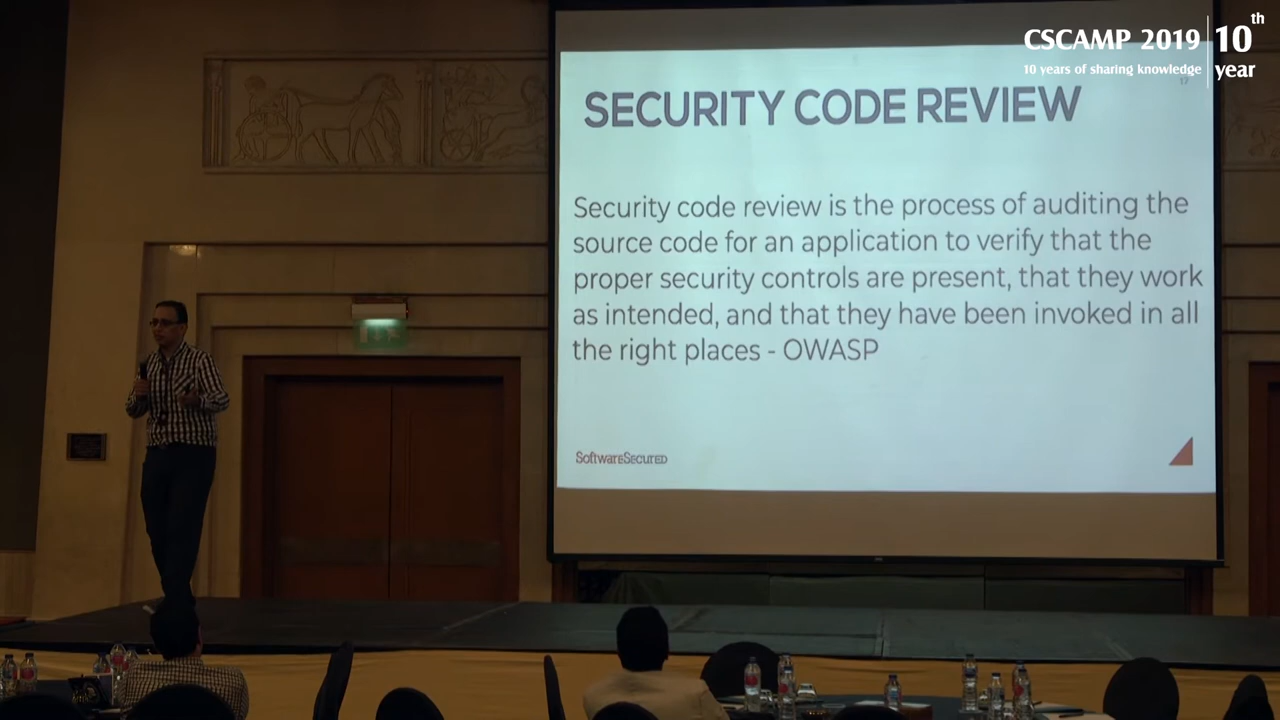 CSCAMP 2019
10 years of sharing knowledge
10th
year
17
SECURITY CODE REVIEW
Security code review is the process of auditing the
source code for an application to verify that the
proper security controls are present, that they work
as intended, and that they have been invoked in all
the right places - OWASP
SoftwareSecured